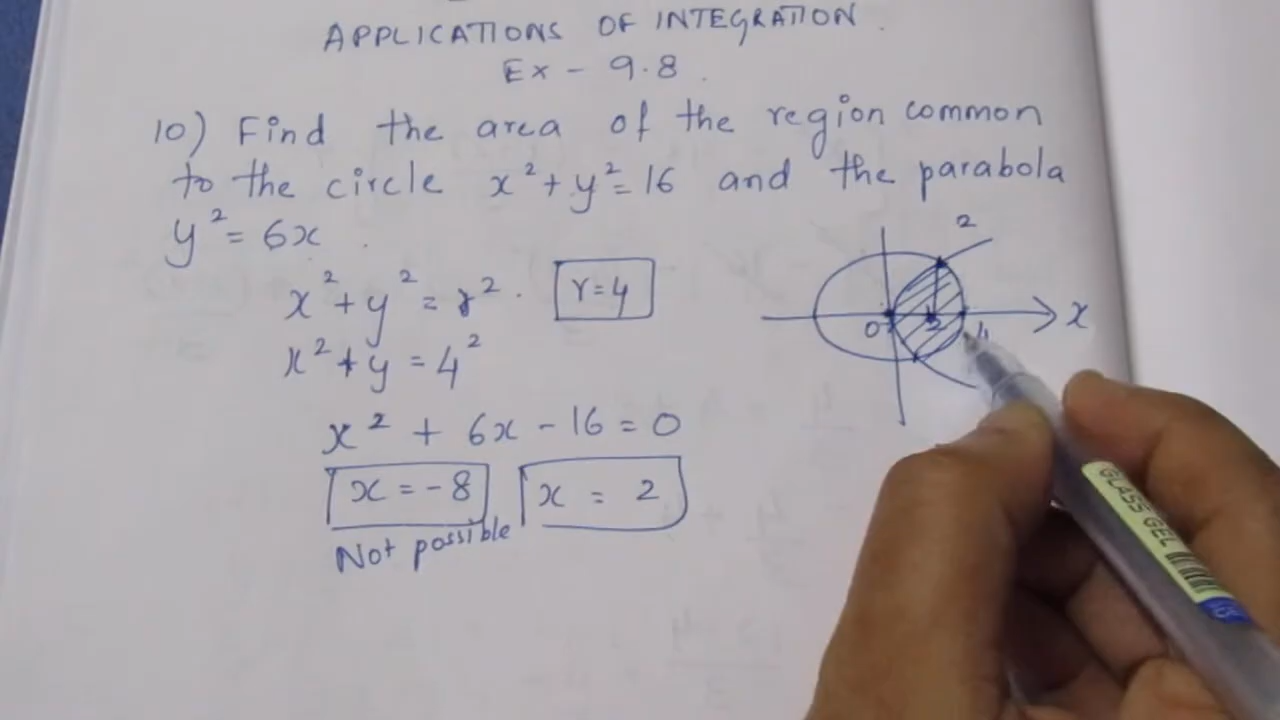 APPLICATIONS OF INTEGRATION.
Ex - 9.8.
10) Find the area of the region common
to the circle x² + y² = 16 and the parabola
y² = 6x.
x² + y² = r². r = 4
x² + y = 4²
x² + 6x - 16 = 0
x = -8 x = 2
Not possible
2
0 2 4 x
GLASS GEL